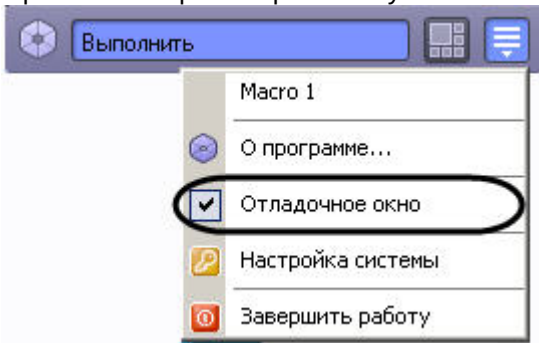 Выполнить
Macro 1
О программе...
Отладочное окно
Настройка системы
Завершить работу